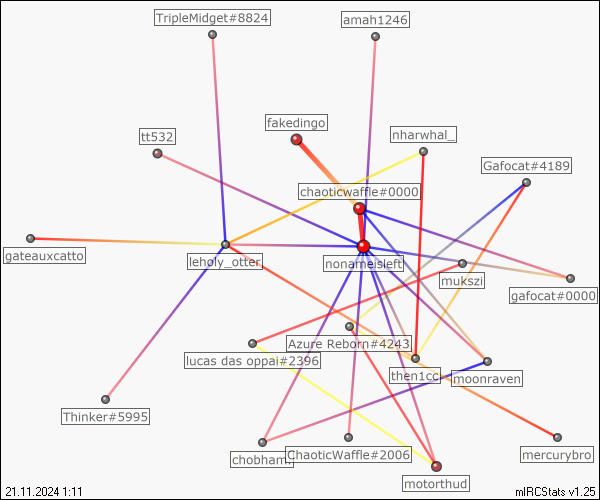 TripleMidget#8824
amah1246
fakedingo
tt532
nharwhal_
Gafocat#4189
chaoticwaffle#0000
gateauxcatto
leholy_otter
nonameisleft
mukszi
gafocat#0000
Azure Reborn#4243
lucas das oppai#2396
then1cc
moonraven
Thinker#5995
chobham
ChaoticWaffle#2006
mercurybro
motorthud
21.11.2024 1:11
mIRCStats v1.25